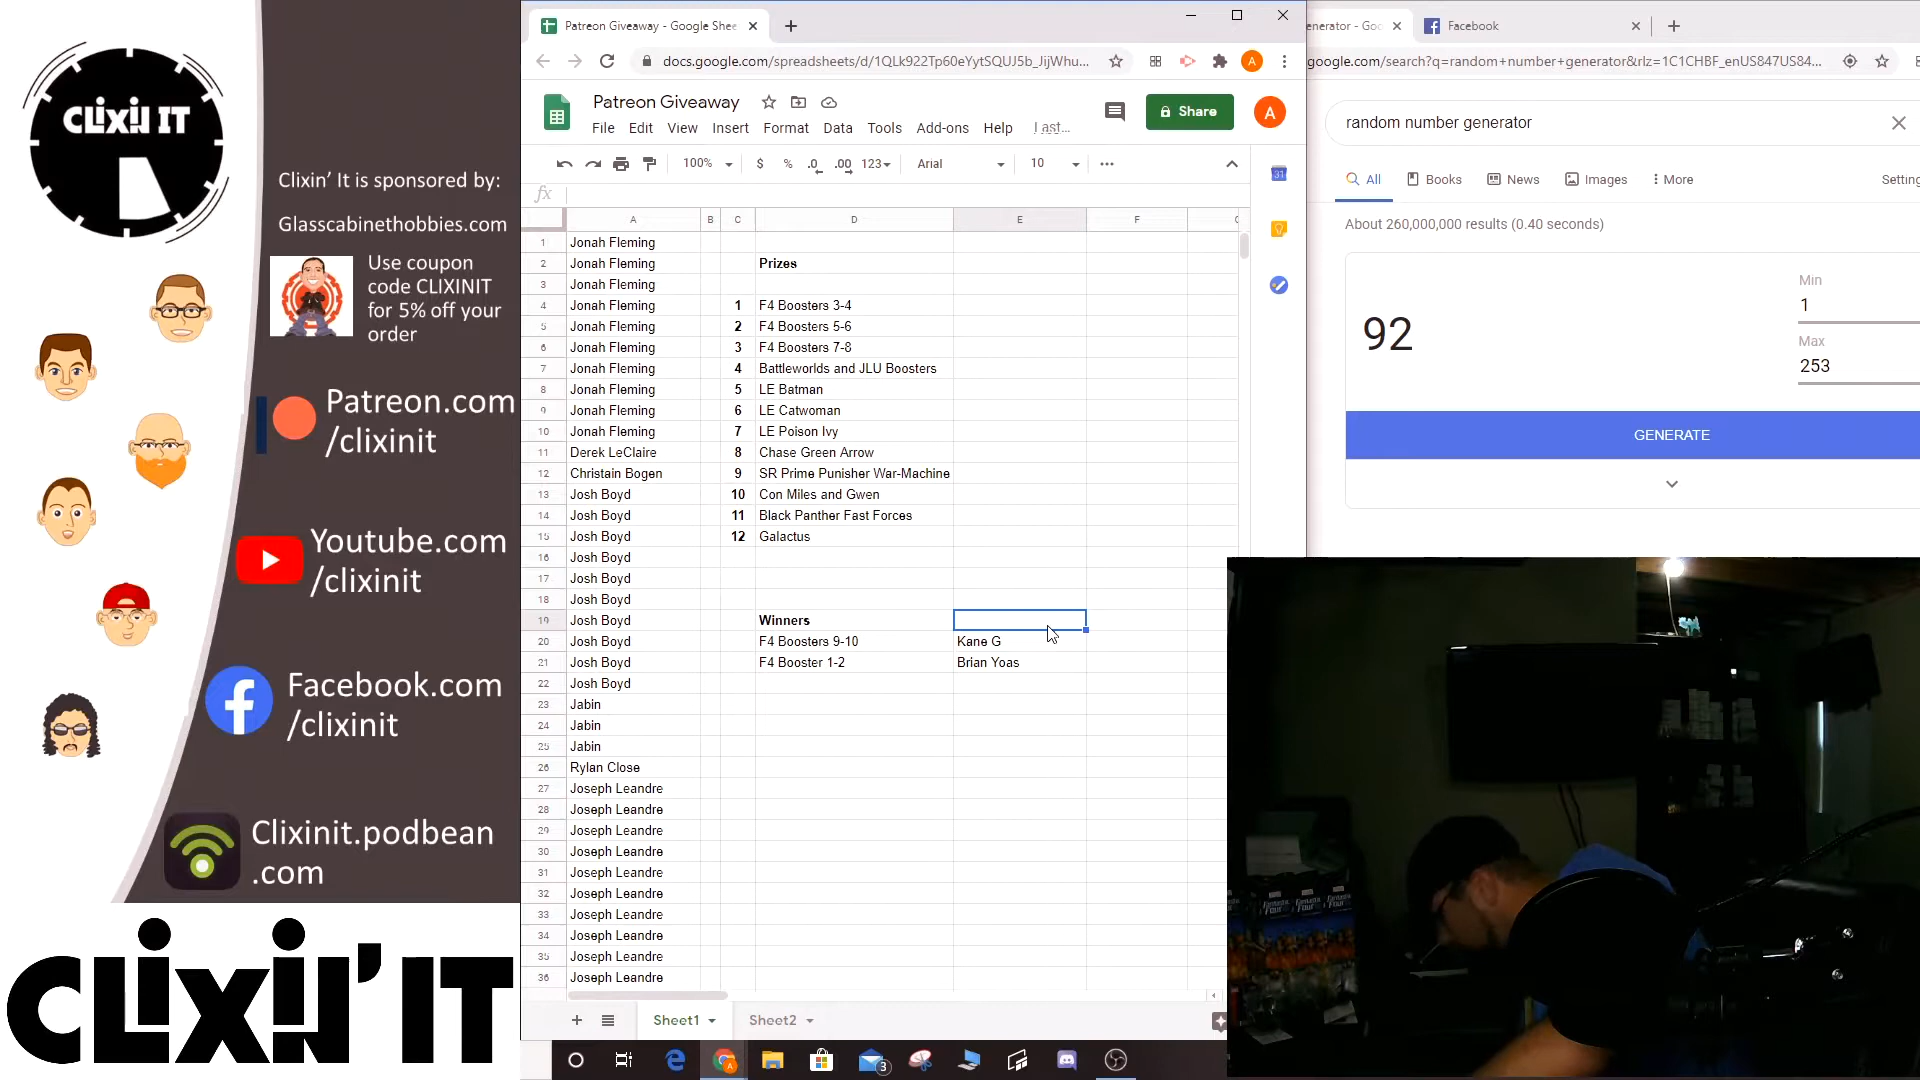 CLIXIN IT
Clixin' It is sponsored by:
Glasscabinethobbies.com
Use coupon
code CLIXINIT
for 5% off your
order
Patreon.com
/clixinit
Youtube.com
/clixinit
Facebook.com
/clixinit
Clixinit.podbean
.com
CLIXIN' IT
Patreon Giveaway - Google Shee
docs.google.com/spreadsheets/d/1QLk922Tp60eYytSQUJ5b_JijWhu...
A
Patreon Giveaway
Share
A
File Edit View Insert Format Data Tools Add-ons Help Last...
100% $ % .0 .00 123 Arial 10
fx
31
A B C D E F
1 Jonah Fleming
2 Jonah Fleming Prizes
3 Jonah Fleming
4 Jonah Fleming 1 F4 Boosters 3-4
5 Jonah Fleming 2 F4 Boosters 5-6
6 Jonah Fleming 3 F4 Boosters 7-8
7 Jonah Fleming 4 Battleworlds and JLU Boosters
8 Jonah Fleming 5 LE Batman
9 Jonah Fleming 6 LE Catwoman
10 Jonah Fleming 7 LE Poison Ivy
11 Derek LeClaire 8 Chase Green Arrow
12 Christain Bogen 9 SR Prime Punisher War-Machine
13 Josh Boyd 10 Con Miles and Gwen
14 Josh Boyd 11 Black Panther Fast Forces
15 Josh Boyd 12 Galactus
16 Josh Boyd
17 Josh Boyd
18 Josh Boyd
19 Josh Boyd Winners
20 Josh Boyd F4 Boosters 9-10 Kane G
21 Josh Boyd F4 Booster 1-2 Brian Yoas
22 Josh Boyd
23 Jabin
24 Jabin
25 Jabin
26 Rylan Close
27 Joseph Leandre
28 Joseph Leandre
29 Joseph Leandre
30 Joseph Leandre
31 Joseph Leandre
32 Joseph Leandre
33 Joseph Leandre
34 Joseph Leandre
35 Joseph Leandre
36 Joseph Leandre
Sheet1 Sheet2
A
3
enerator - Goo
Facebook
google.com/search?q=random+number+generator&rlz=1C1CHBF_enUS847US84...
random number generator
All Books News Images More Setting
About 260,000,000 results (0.40 seconds)
92
Min
1
Max
253
GENERATE